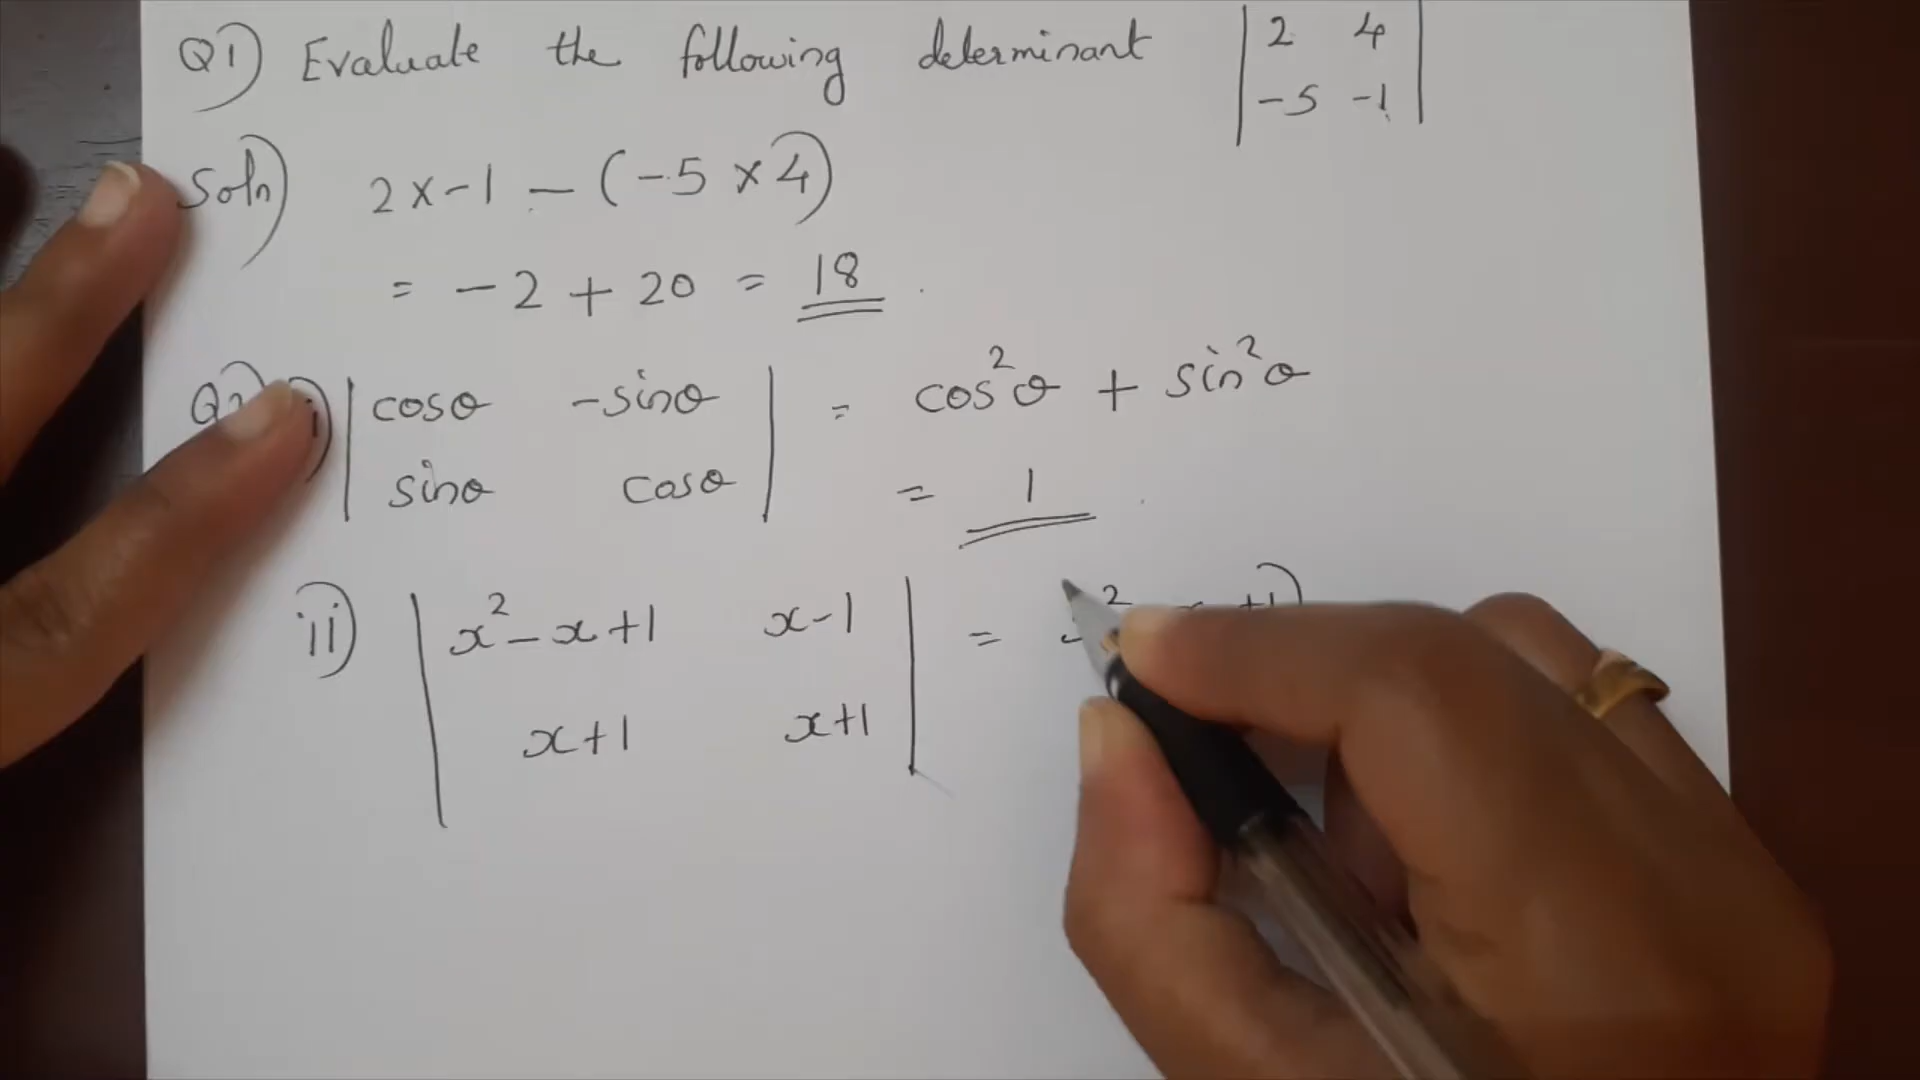 Q1) Evaluate the following determinant | 2 4 |
| -5 -1 |
Soln) 2x-1 - (-5 x 4)
= -2 + 20 = 18
Q2) i) | cosθ -sinθ | = cos²θ + sin²θ
| sinθ cosθ | = 1
ii) | x²-x+1 x-1 | =
| x+1 x+1 |